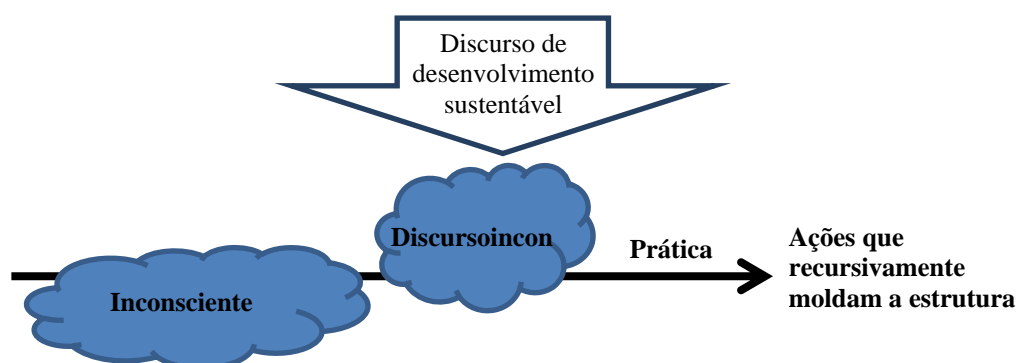 Discurso de
desenvolvimento
sustentável
Discursoincon
Prática
Ações que
recursivamente
moldam a estrutura
Inconsciente